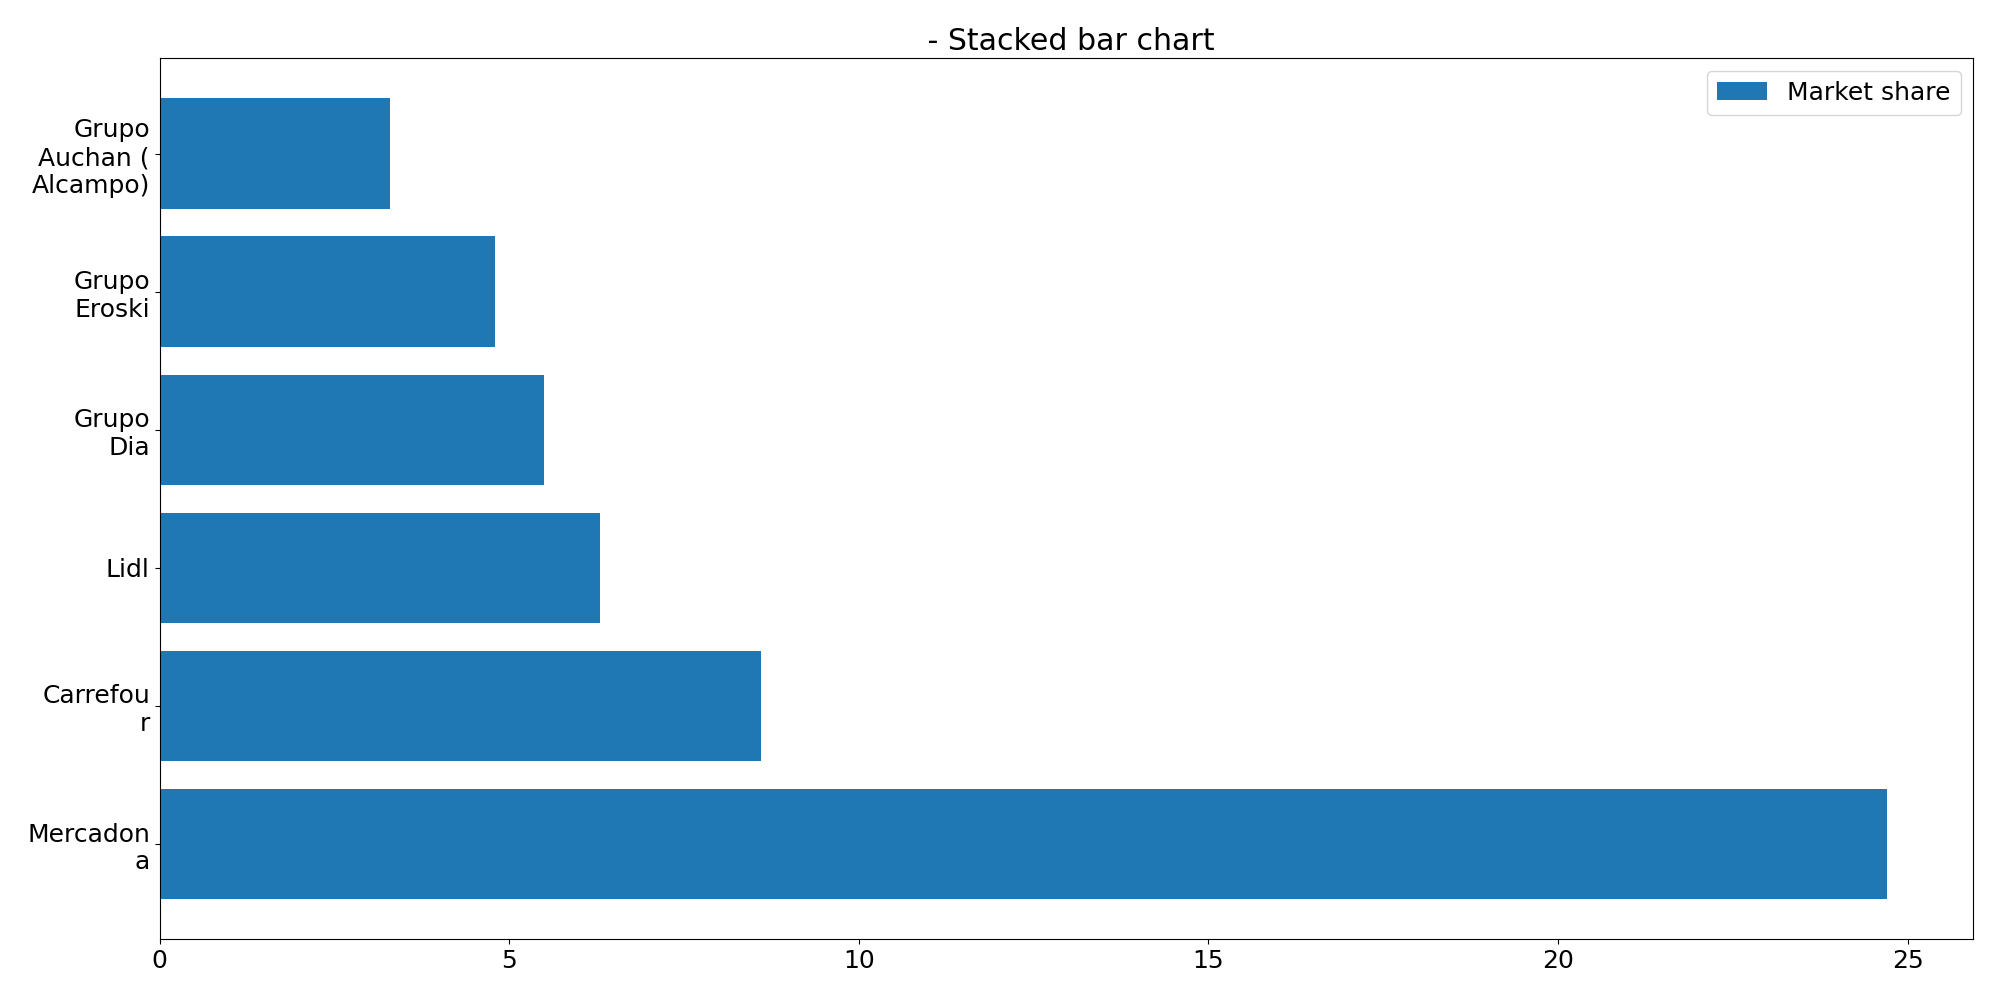 - Stacked bar chart
Market share
Grupo
Auchan (
Alcampo)
Grupo
Eroski
Grupo
Dia
Lidl
Carrefou
r
Mercadon
a
0 5 10 15 20 25